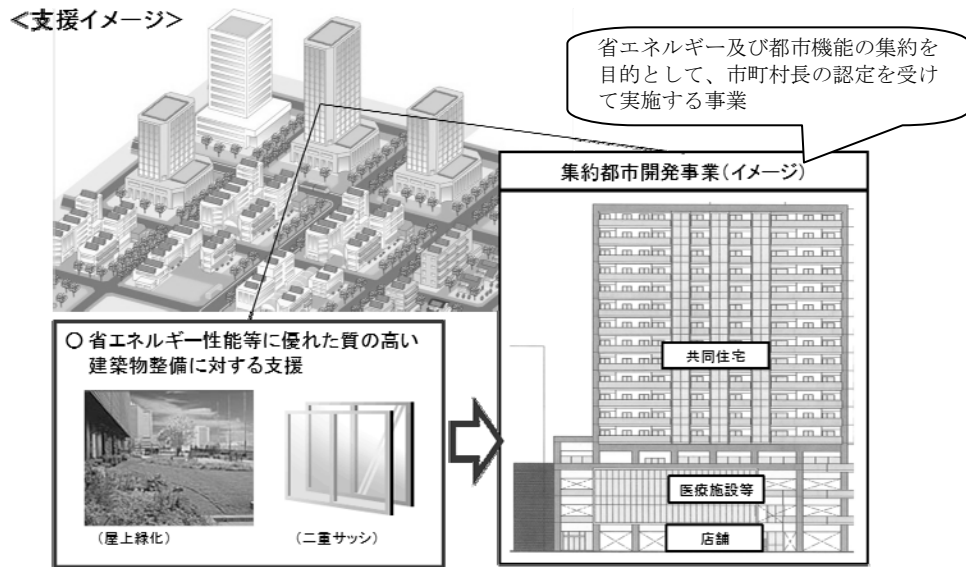 ＜支援イメージ＞
省エネルギー及び都市機能の集約を
目的として、市町村長の認定を受け
て実施する事業
集約都市開発事業(イメージ)
共同住宅
医療施設等
店舗
○ 省エネルギー性能等に優れた質の高い
建築物整備に対する支援
(屋上緑化)
(二重サッシ)